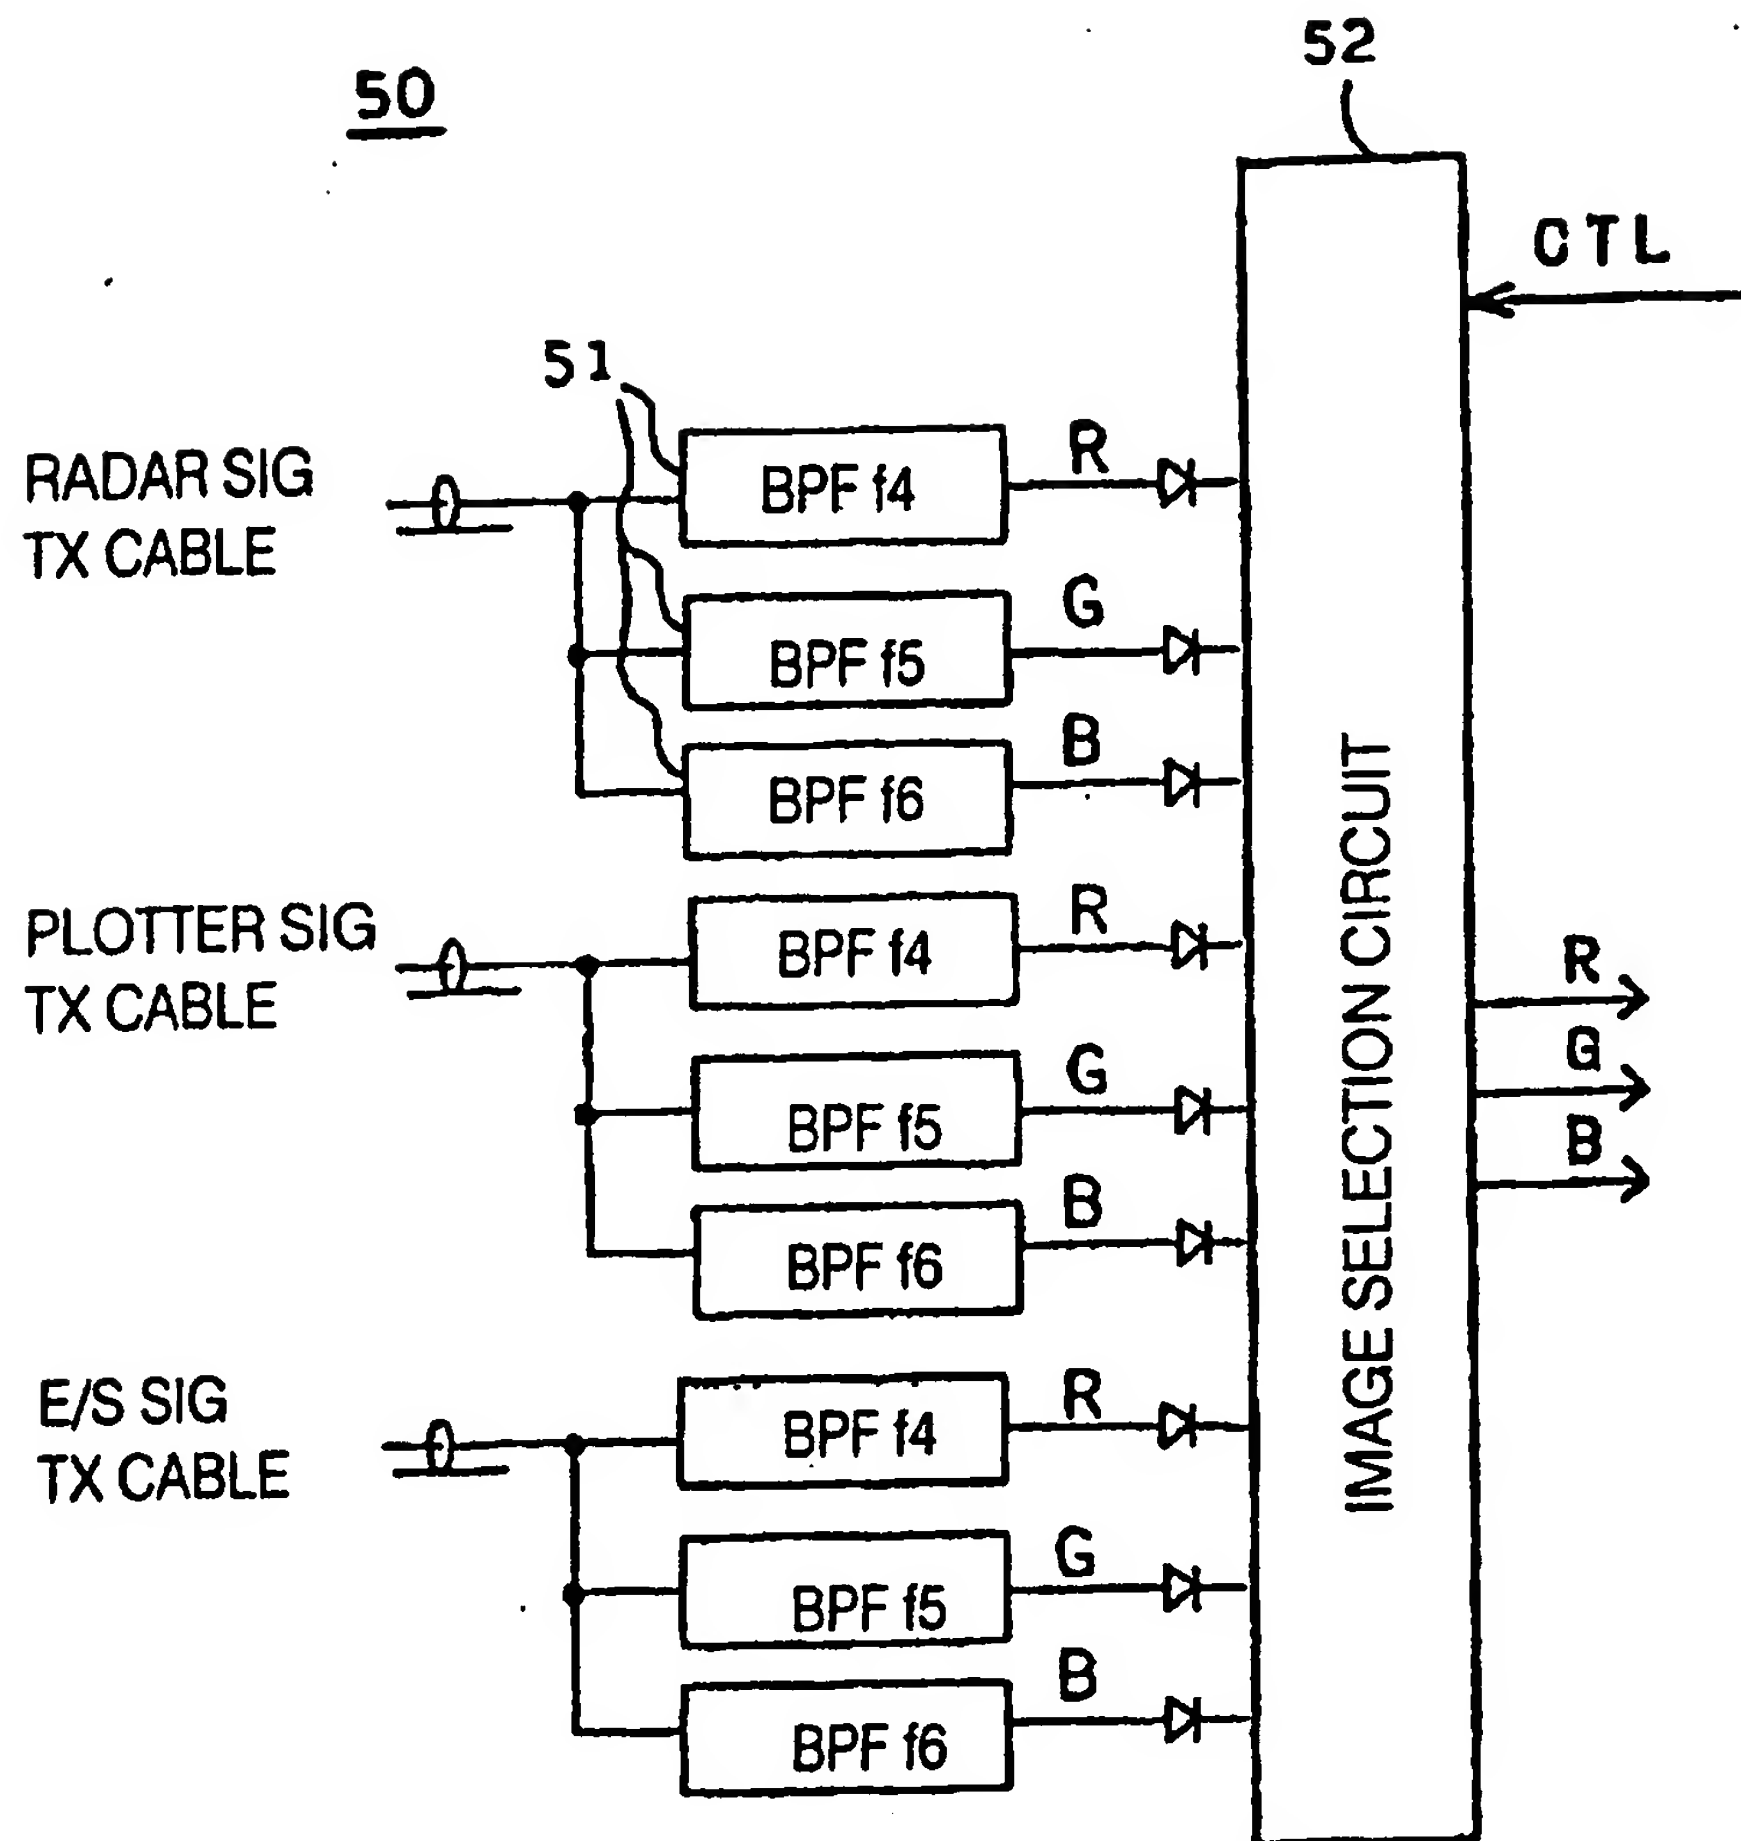 50
52
CTL
51
RADAR SIG
TX CABLE
BPF f4
R
BPF f5
G
BPF f6
B
PLOTTER SIG
TX CABLE
BPF f4
R
BPF f5
G
BPF f6
B
E/S SIG
TX CABLE
BPF f4
R
BPF f5
G
BPF f6
B
IMAGE SELECTION CIRCUIT
R
G
B